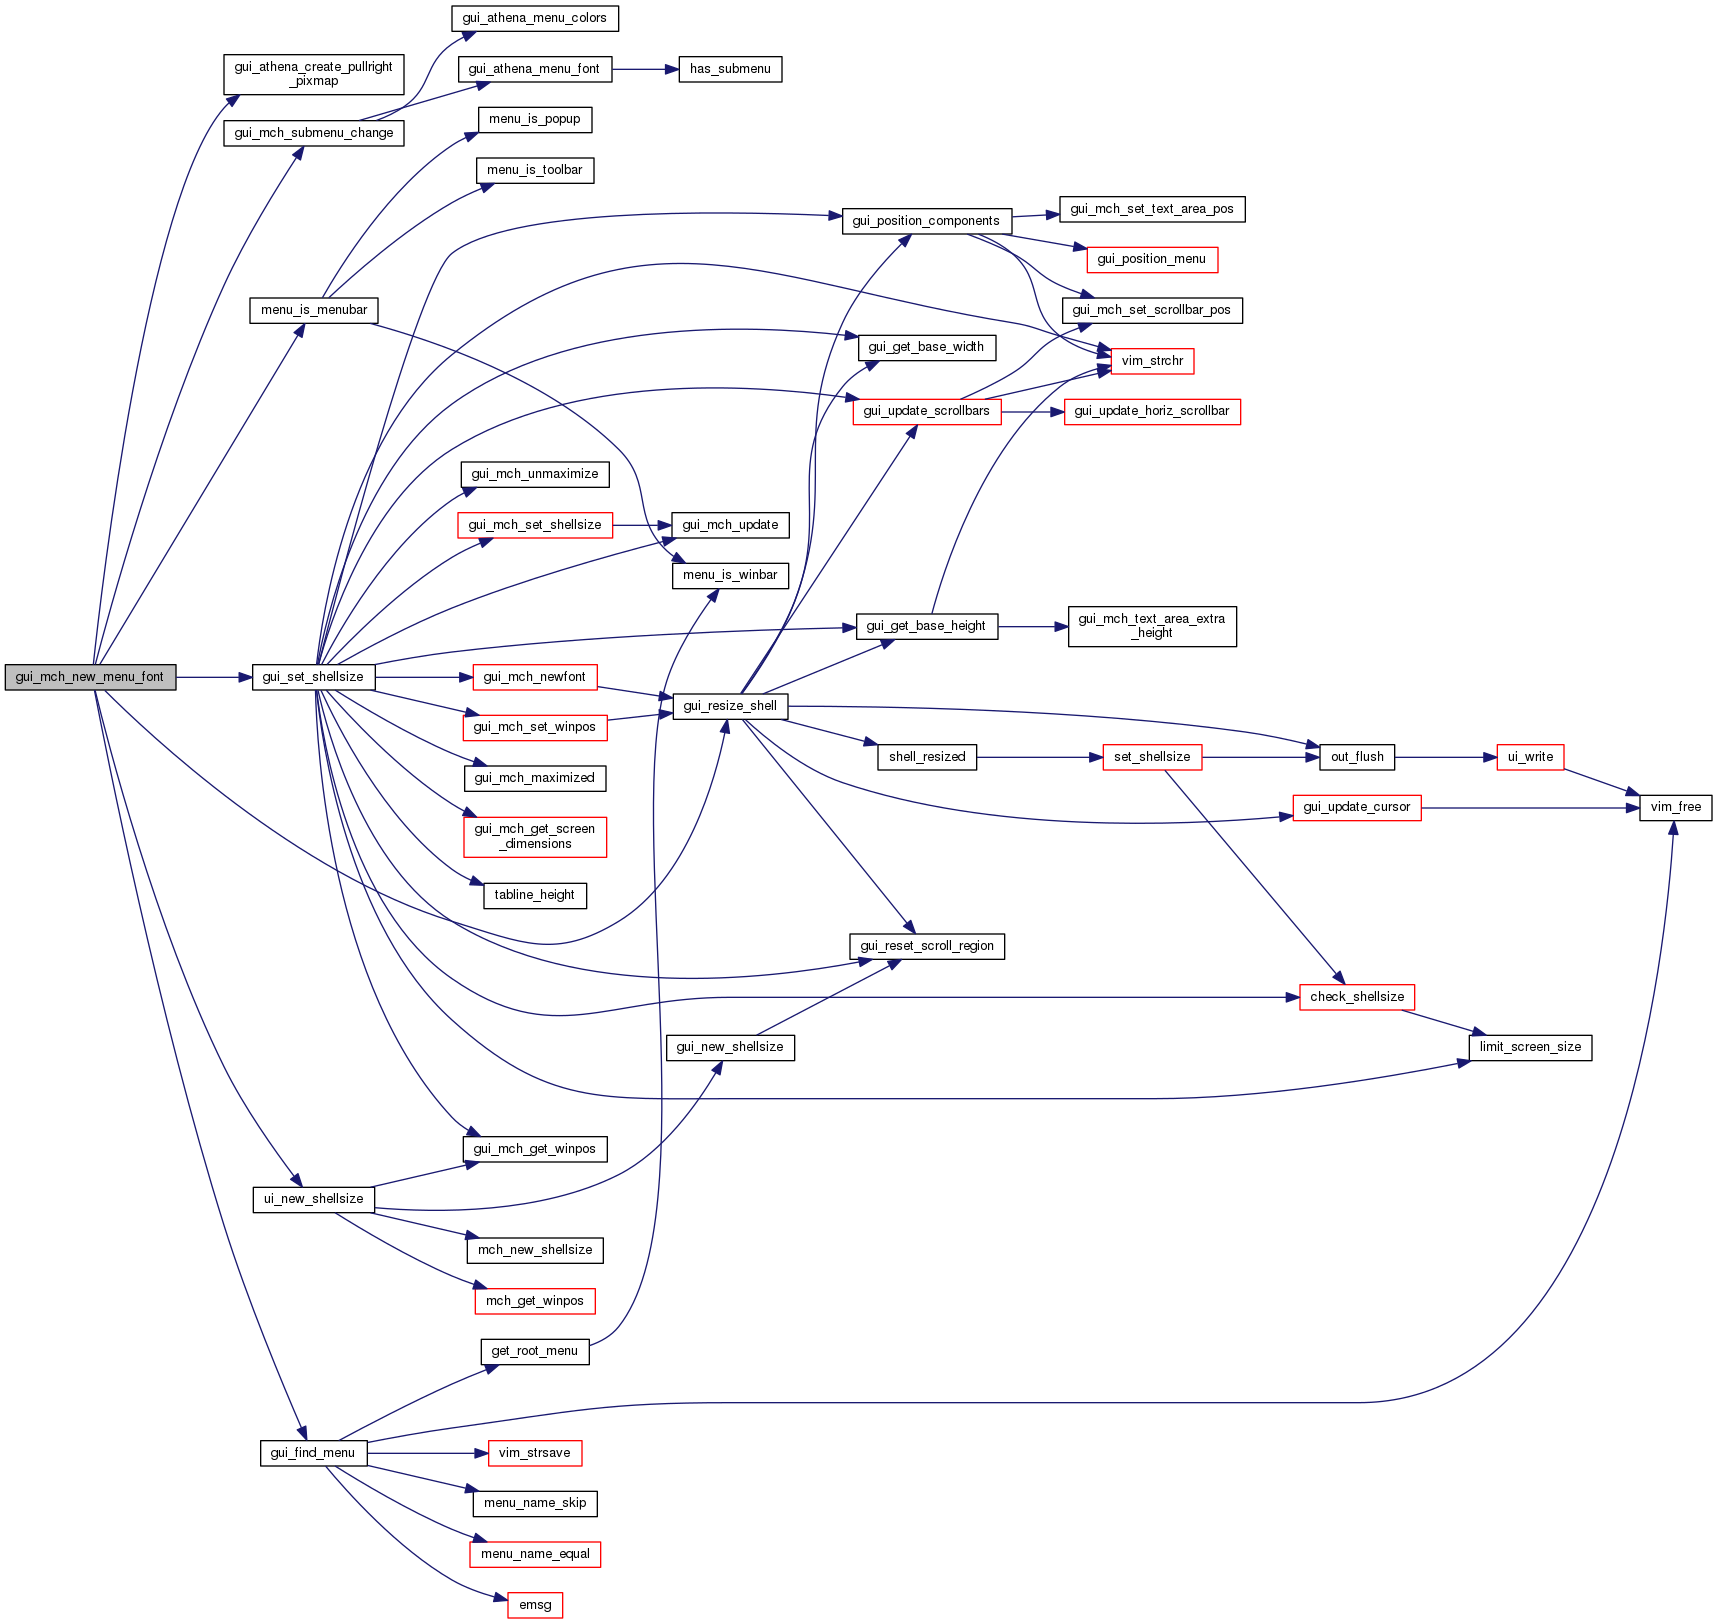 gui_athena_menu_colors
gui_athena_create_pullright
_pixmap
gui_athena_menu_font
has_submenu
gui_mch_submenu_change
menu_is_popup
menu_is_toolbar
gui_position_components
gui_mch_set_text_area_pos
gui_position_menu
menu_is_menubar
gui_mch_set_scrollbar_pos
gui_get_base_width
vim_strchr
gui_update_scrollbars
gui_update_horiz_scrollbar
gui_mch_unmaximize
gui_mch_set_shellsize
gui_mch_update
menu_is_winbar
gui_get_base_height
gui_mch_text_area_extra
_height
gui_mch_new_menu_font
gui_set_shellsize
gui_mch_newfont
gui_resize_shell
gui_mch_set_winpos
shell_resized
set_shellsize
out_flush
ui_write
gui_mch_maximized
gui_update_cursor
vim_free
gui_mch_get_screen
_dimensions
tabline_height
gui_reset_scroll_region
check_shellsize
gui_new_shellsize
limit_screen_size
gui_mch_get_winpos
ui_new_shellsize
mch_new_shellsize
mch_get_winpos
get_root_menu
gui_find_menu
vim_strsave
menu_name_skip
menu_name_equal
emsg